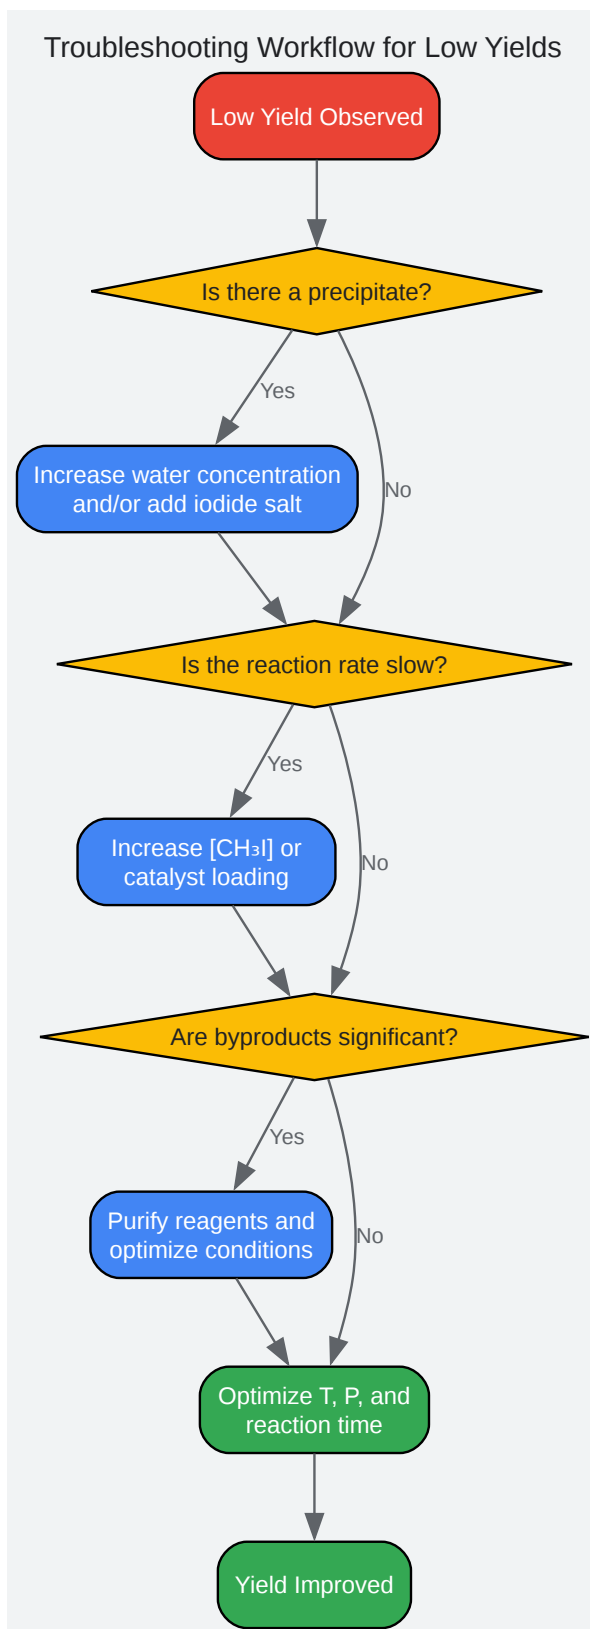 Troubleshooting Workflow for Low Yields
Low Yield Observed
Is there a precipitate?
Yes
Increase water concentration
and/or add iodide salt
No
Is the reaction rate slow?
Yes
Increase [CH₃I] or
catalyst loading
No
Are byproducts significant?
Yes
Purify reagents and
optimize conditions
No
Optimize T, P, and
reaction time
Yield Improved